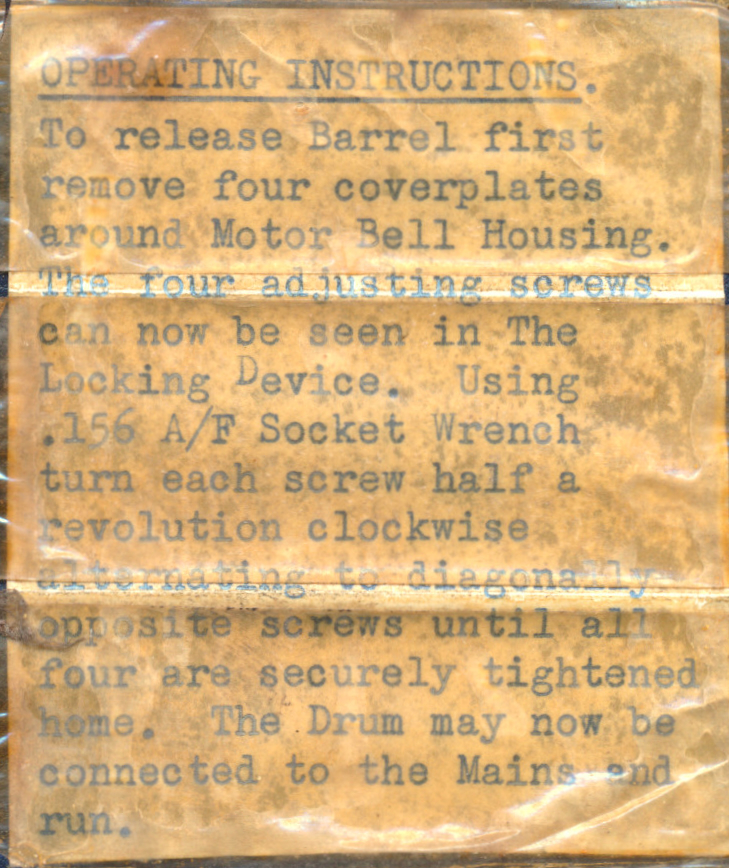 OPERATING INSTRUCTIONS.
To release Barrel first
remove four coverplates
around Motor Bell Housing.
The four adjusting screws
can now be seen in The
Locking Device.  Using
.156 A/F Socket Wrench
turn each screw half a
revolution clockwise
alternating to diagonally
opposite screws until all
four are securely tightened
home.  The Drum may now be
connected to the Mains and
run.